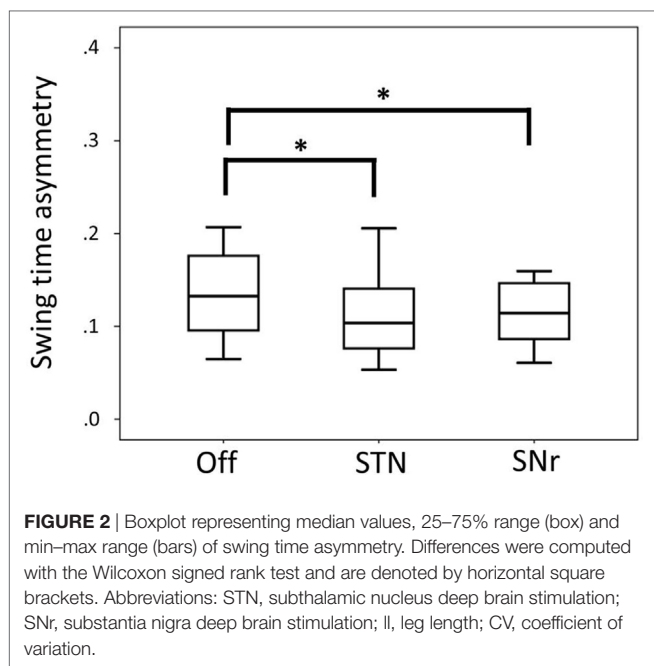 Swing time asymmetry
.4
*
.3
*
.2
.1
.0
Off STN SNr
FIGURE 2 | Boxplot representing median values, 25–75% range (box) and
min–max range (bars) of swing time asymmetry. Differences were computed
with the Wilcoxon signed rank test and are denoted by horizontal square
brackets. Abbreviations: STN, subthalamic nucleus deep brain stimulation;
SNr, substantia nigra deep brain stimulation; ll, leg length; CV, coefficient of
variation.